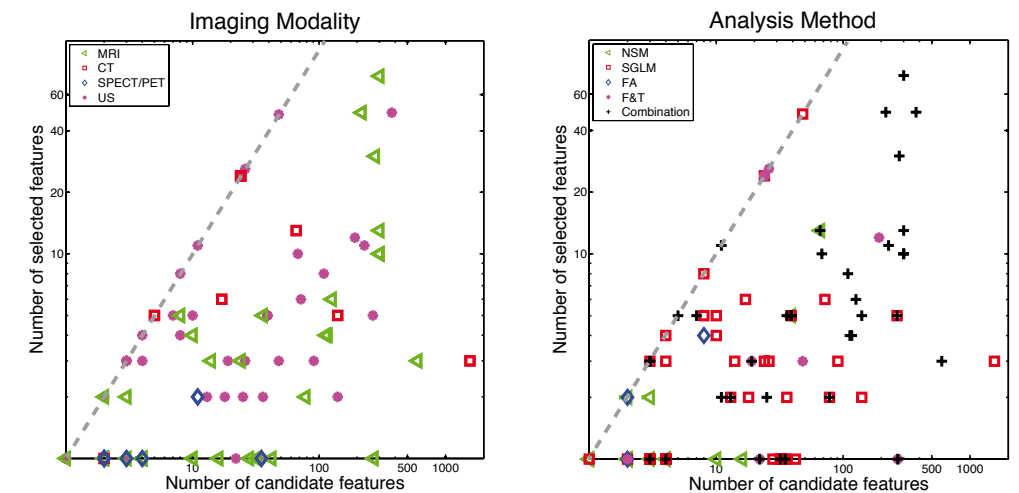 Imaging Modality
MRI
CT
SPECT/PET
US
60
40
20
10
Number of selected features
10
100
500
1000
Number of candidate features
Analysis Method
NSM
SGLM
FA
F&T
Combination
60
40
20
10
Number of selected features
10
100
500
1000
Number of candidate features